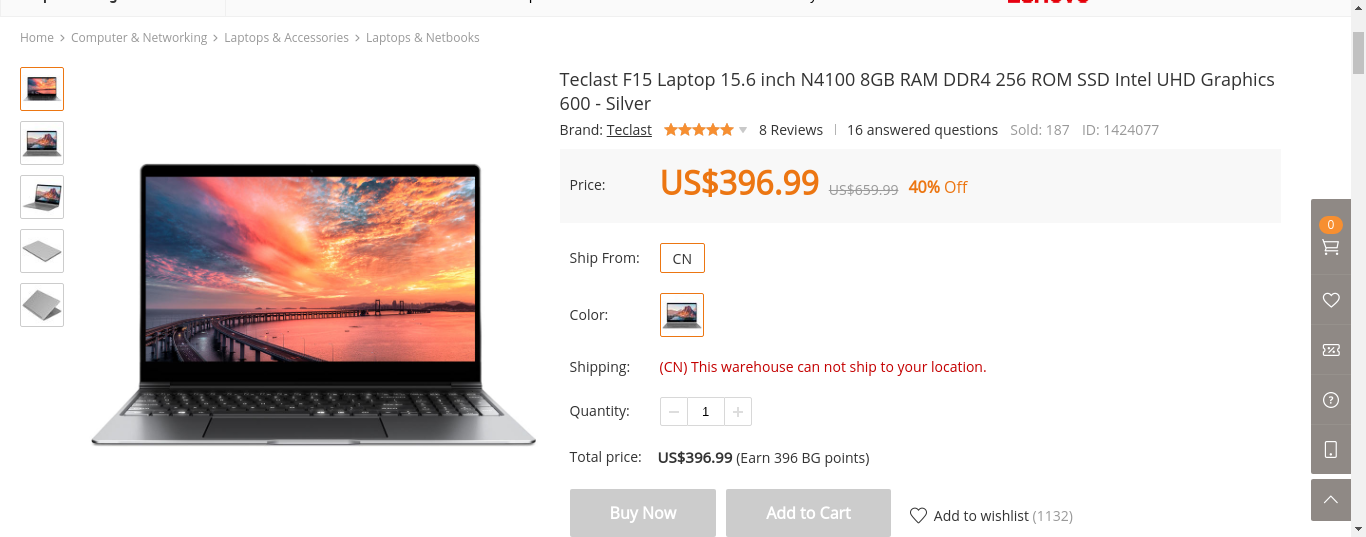 Home > Computer & Networking > Laptops & Accessories > Laptops & Netbooks
Teclast F15 Laptop 15.6 inch N4100 8GB RAM DDR4 256 ROM SSD Intel UHD Graphics
600 - Silver
Brand: Teclast 8 Reviews 16 answered questions Sold: 187 ID: 1424077
Price: US$396.99 US$659.99 40% Off
0
Ship From: CN
Color:
Shipping: (CN) This warehouse can not ship to your location.
Quantity: 1
Total price: US$396.99 (Earn 396 BG points)
Buy Now Add to Cart Add to wishlist (1132)